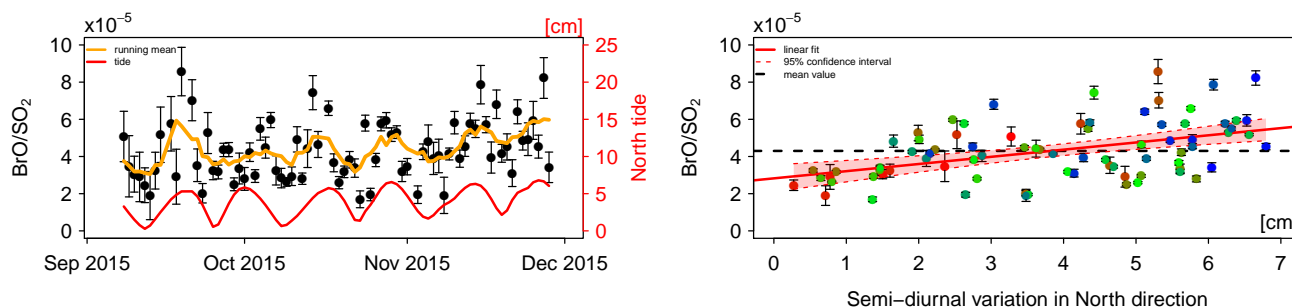 x10⁻⁵
[cm]
10
8
6
4
2
0
BrO/SO₂
running mean
tide
25
20
15
10
5
0
North tide
Sep 2015
Oct 2015
Nov 2015
Dec 2015
x10⁻⁵
10
8
6
4
2
0
BrO/SO₂
linear fit
95% confidence interval
mean value
[cm
0 1 2 3 4 5 6 7
Semi−diurnal variation in North direction